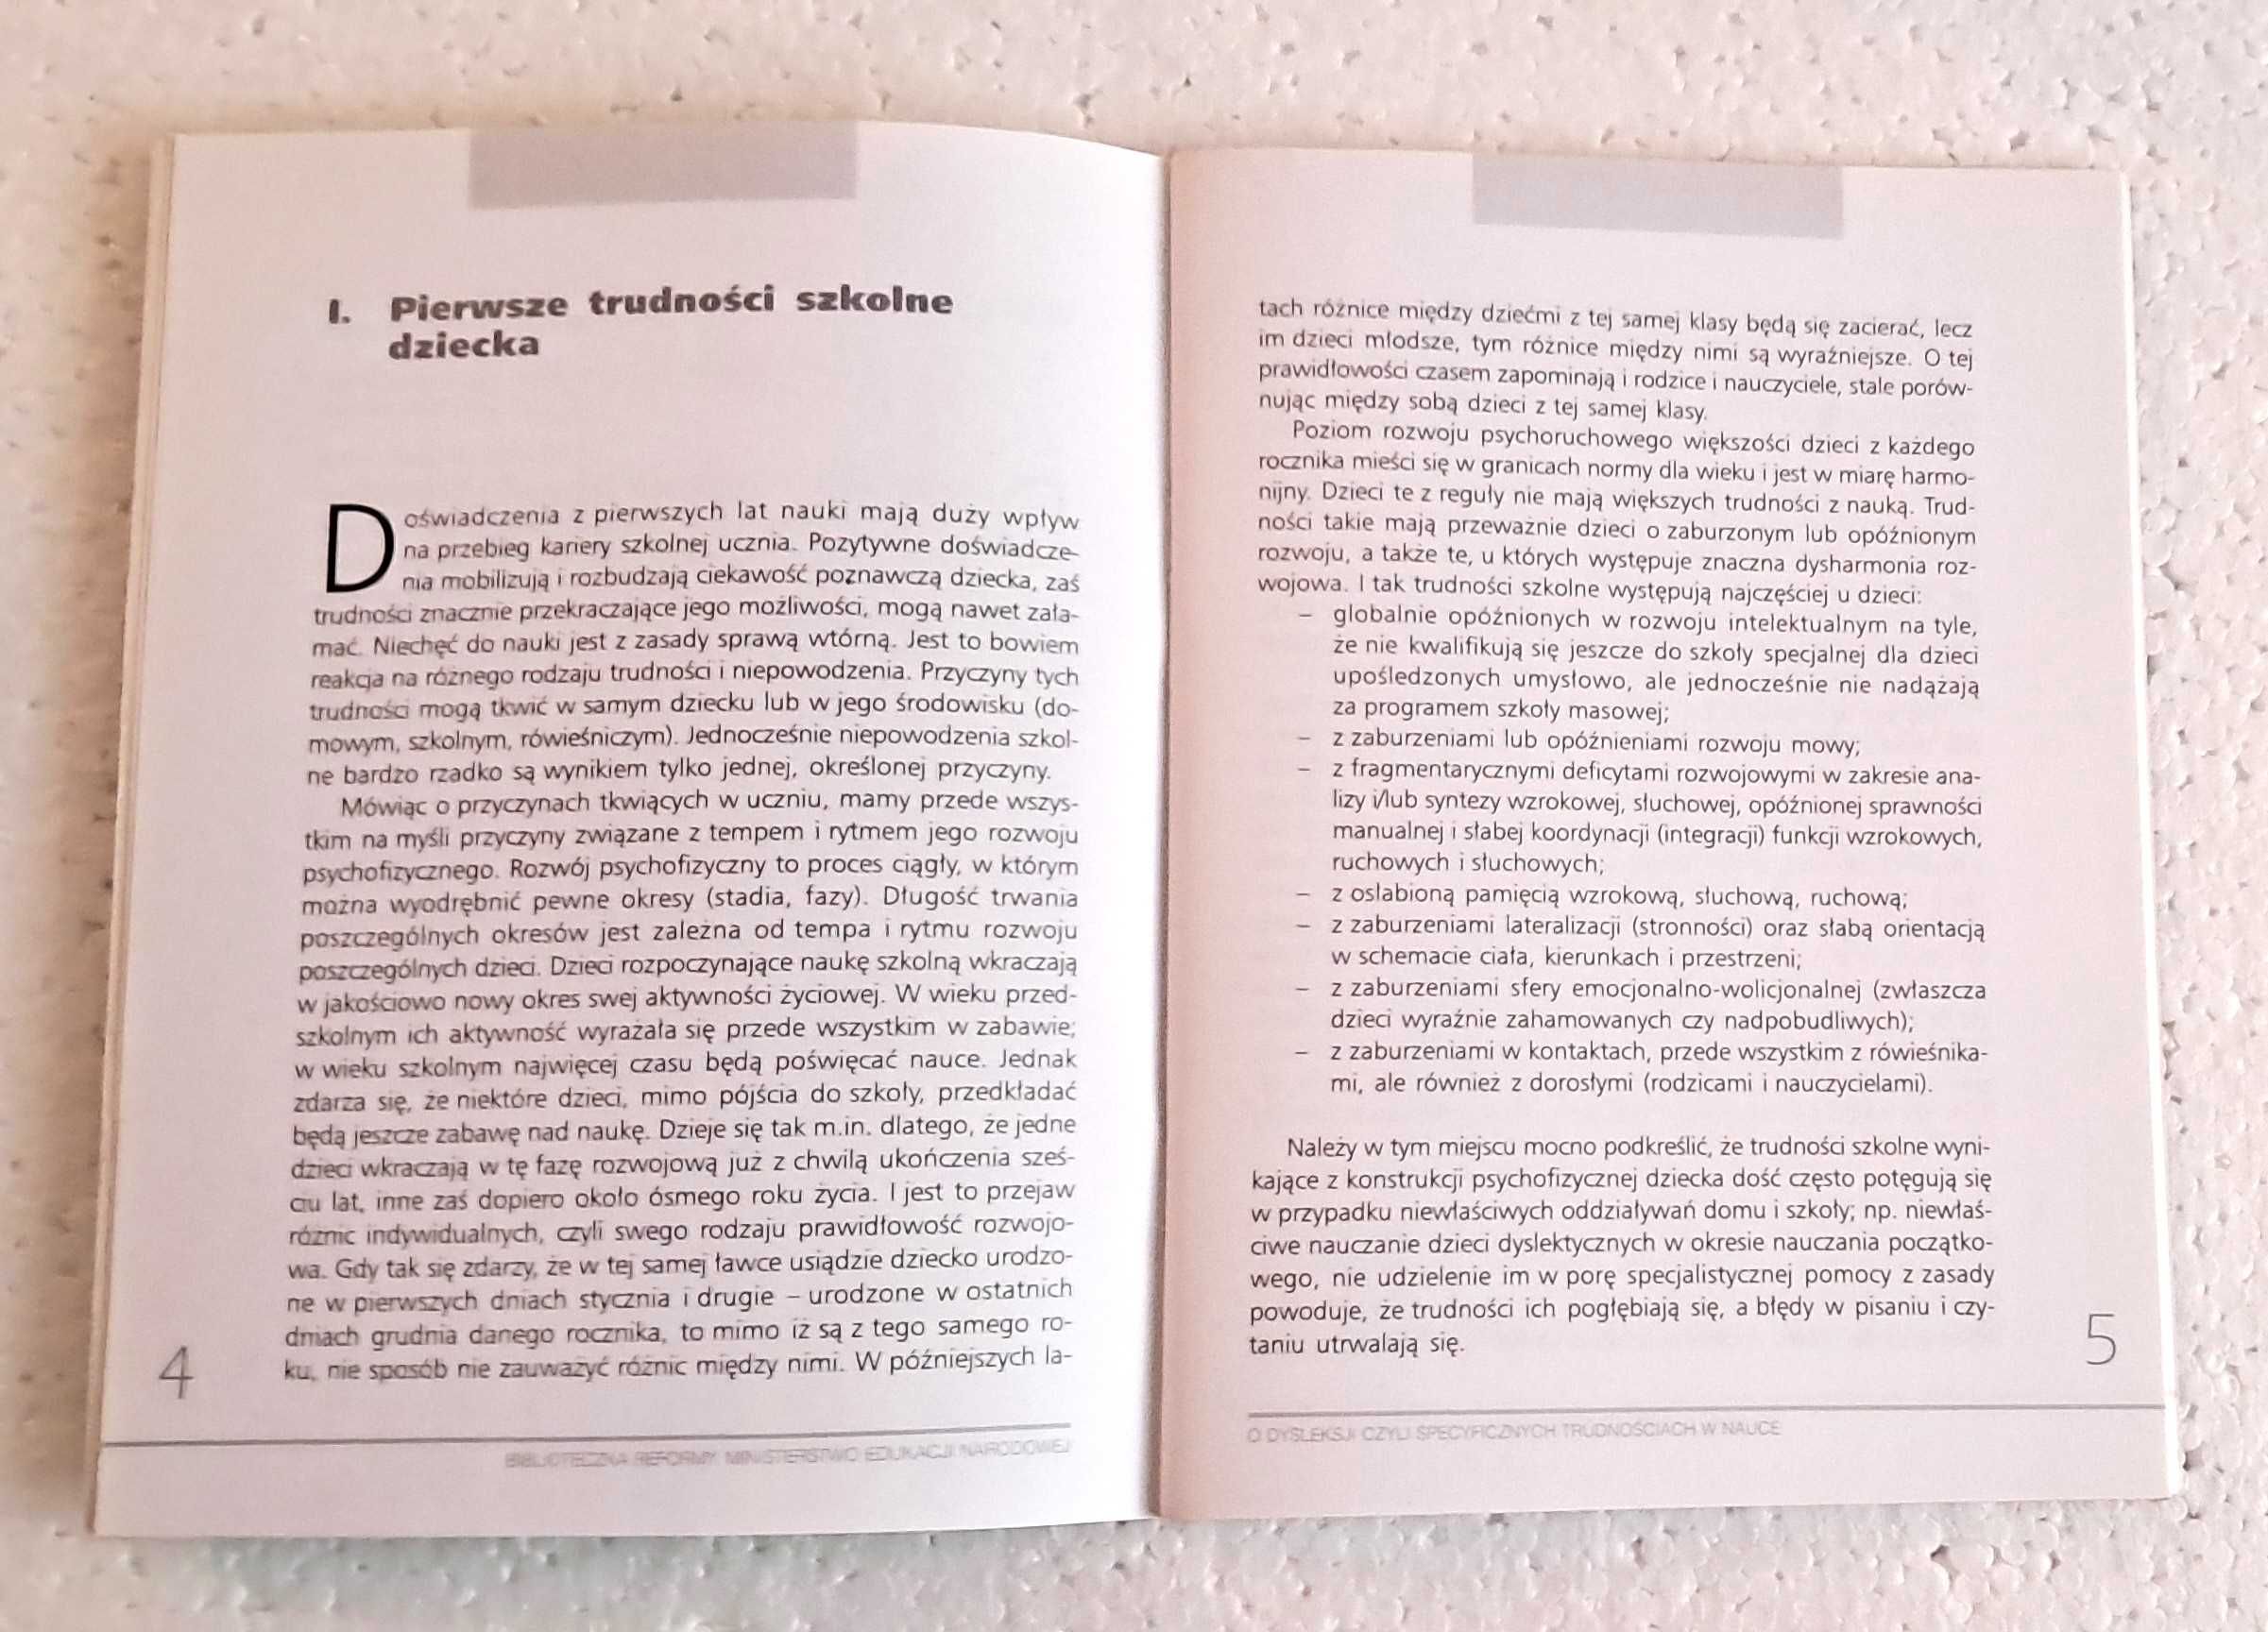 I. Pierwsze trudności szkolne
dziecka
Doświadczenia z pierwszych lat nauki mają duży wpływ
na przebieg kariery szkolnej ucznia. Pozytywne doświadcze-
nia mobilizują i rozbudzają ciekawość poznawczą dziecka, zaś
trudności znacznie przekraczające jego możliwości, mogą nawet zała-
mać. Niechęć do nauki jest z zasady sprawą wtórną. Jest to bowiem
reakcja na różnego rodzaju trudności i niepowodzenia. Przyczyny tych
trudności mogą tkwić w samym dziecku lub w jego środowisku (do-
mowym, szkolnym, rówieśniczym). Jednocześnie niepowodzenia szkol-
ne bardzo rzadko są wynikiem tylko jednej, określonej przyczyny.
Mówiąc o przyczynach tkwiących w uczniu, mamy przede wszys-
tkim na myśli przyczyny związane z tempem i rytmem jego rozwoju
psychofizycznego. Rozwój psychofizyczny to proces ciągły, w którym
można wyodrębnić pewne okresy (stadia, fazy). Długość trwania
poszczególnych okresów jest zależna od tempa i rytmu rozwoju
poszczególnych dzieci. Dzieci rozpoczynające naukę szkolną wkraczają
w jakościowo nowy okres swej aktywności życiowej. W wieku przed-
szkolnym ich aktywność wyrażała się przede wszystkim w zabawie;
w wieku szkolnym najwięcej czasu będą poświęcać nauce. Jednak
zdarza się, że niektóre dzieci, mimo pójścia do szkoły, przedkładać
będą jeszcze zabawę nad naukę. Dzieje się tak m.in. dlatego, że jedne
dzieci wkraczają w tę fazę rozwojową już z chwilą ukończenia sześ-
ciu lat, inne zaś dopiero około ósmego roku życia. I jest to przejaw
różnic indywidualnych, czyli swego rodzaju prawidłowość rozwojo-
wa. Gdy tak się zdarzy, że w tej samej ławce usiądzie dziecko urodzo-
ne w pierwszych dniach stycznia i drugie – urodzone w ostatnich
dniach grudnia danego rocznika, to mimo iż są z tego samego ro-
ku, nie sposób nie zauważyć różnic między nimi. W późniejszych la-
4
BIBLIOTECZKA REFORMY MINISTERSTWO EDUKACJI NARODOWEJ
tach różnice między dziećmi z tej samej klasy będą się zacierać, lecz
im dzieci młodsze, tym różnice między nimi są wyraźniejsze. O tej
prawidłowości czasem zapominają i rodzice i nauczyciele, stale porów-
nując między sobą dzieci z tej samej klasy.
Poziom rozwoju psychoruchowego większości dzieci z każdego
rocznika mieści się w granicach normy dla wieku i jest w miarę harmo-
nijny. Dzieci te z reguły nie mają większych trudności z nauką. Trud-
ności takie mają przeważnie dzieci o zaburzonym lub opóźnionym
rozwoju, a także te, u których występuje znaczna dysharmonia roz-
wojowa. I tak trudności szkolne występują najczęściej u dzieci:
– globalnie opóźnionych w rozwoju intelektualnym na tyle,
że nie kwalifikują się jeszcze do szkoły specjalnej dla dzieci
upośledzonych umysłowo, ale jednocześnie nie nadążają
za programem szkoły masowej;
– z zaburzeniami lub opóźnieniami rozwoju mowy;
– z fragmentarycznymi deficytami rozwojowymi w zakresie ana-
lizy i/lub syntezy wzrokowej, słuchowej, opóźnionej sprawności
manualnej i słabej koordynacji (integracji) funkcji wzrokowych,
ruchowych i słuchowych;
– z osłabioną pamięcią wzrokową, słuchową, ruchową;
– z zaburzeniami lateralizacji (stronności) oraz słabą orientacją
w schemacie ciała, kierunkach i przestrzeni;
– z zaburzeniami sfery emocjonalno-wolicjonalnej (zwłaszcza
dzieci wyraźnie zahamowanych czy nadpobudliwych);
– z zaburzeniami w kontaktach, przede wszystkim z rówieśnika-
mi, ale również z dorosłymi (rodzicami i nauczycielami).
Należy w tym miejscu mocno podkreślić, że trudności szkolne wyni-
kające z konstrukcji psychofizycznej dziecka dość często potęgują się
w przypadku niewłaściwych oddziaływań domu i szkoły; np. niewłaś-
ciwe nauczanie dzieci dyslektycznych w okresie nauczania początko-
wego, nie udzielenie im w porę specjalistycznej pomocy z zasady
powoduje, że trudności ich pogłębiają się, a błędy w pisaniu i czy-
taniu utrwalają się.
5
O DYSLEKSJI CZYLI SPECYFICZNYCH TRUDNOŚCIACH W NAUCE